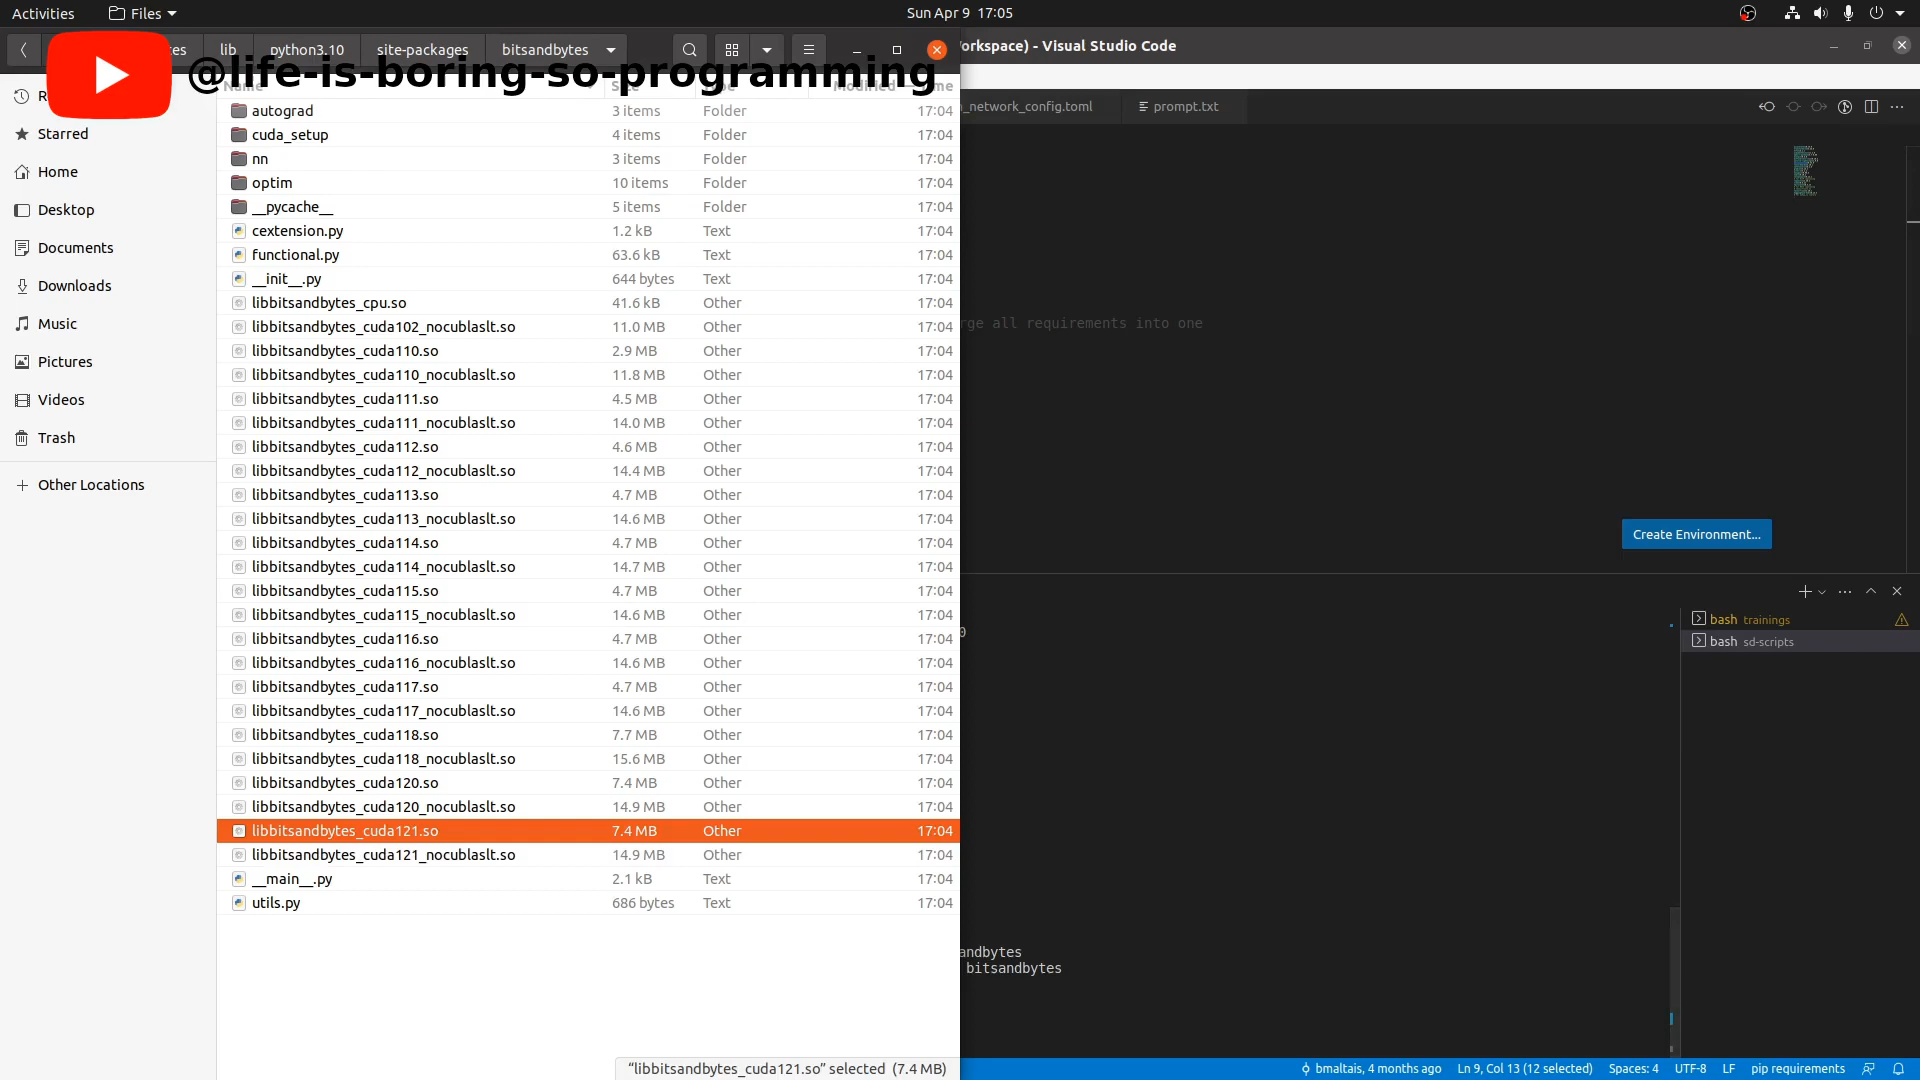 Activities
Files
Sun Apr 9 17:05
lib
python3.10
site-packages
bitsandbytes
orkspace) - Visual Studio Code
@life-is-boring-so-programming
Name
Modified
_network_config.toml
prompt.txt
Starred
Home
Desktop
Documents
Downloads
Music
Pictures
Videos
Trash
Other Locations
autograd 3 items Folder 17:04
cuda_setup 4 items Folder 17:04
nn 3 items Folder 17:04
optim 10 items Folder 17:04
__pycache__ 5 items Folder 17:04
cextension.py 1.2 kB Text 17:04
functional.py 63.6 kB Text 17:04
__init__.py 644 bytes Text 17:04
libbitsandbytes_cpu.so 41.6 kB Other 17:04
libbitsandbytes_cuda102_nocublaslt.so 11.0 MB Other 17:04
libbitsandbytes_cuda110.so 2.9 MB Other 17:04
libbitsandbytes_cuda110_nocublaslt.so 11.8 MB Other 17:04
libbitsandbytes_cuda111.so 4.5 MB Other 17:04
libbitsandbytes_cuda111_nocublaslt.so 14.0 MB Other 17:04
libbitsandbytes_cuda112.so 4.6 MB Other 17:04
libbitsandbytes_cuda112_nocublaslt.so 14.4 MB Other 17:04
libbitsandbytes_cuda113.so 4.7 MB Other 17:04
libbitsandbytes_cuda113_nocublaslt.so 14.6 MB Other 17:04
libbitsandbytes_cuda114.so 4.7 MB Other 17:04
libbitsandbytes_cuda114_nocublaslt.so 14.7 MB Other 17:04
libbitsandbytes_cuda115.so 4.7 MB Other 17:04
libbitsandbytes_cuda115_nocublaslt.so 14.6 MB Other 17:04
libbitsandbytes_cuda116.so 4.7 MB Other 17:04
libbitsandbytes_cuda116_nocublaslt.so 14.6 MB Other 17:04
libbitsandbytes_cuda117.so 4.7 MB Other 17:04
libbitsandbytes_cuda117_nocublaslt.so 14.6 MB Other 17:04
libbitsandbytes_cuda118.so 7.7 MB Other 17:04
libbitsandbytes_cuda118_nocublaslt.so 15.6 MB Other 17:04
libbitsandbytes_cuda120.so 7.4 MB Other 17:04
libbitsandbytes_cuda120_nocublaslt.so 14.9 MB Other 17:04
libbitsandbytes_cuda121.so 7.4 MB Other 17:04
libbitsandbytes_cuda121_nocublaslt.so 14.9 MB Other 17:04
__main__.py 2.1 kB Text 17:04
utils.py 686 bytes Text 17:04
"libbitsandbytes_cuda121.so" selected (7.4 MB)
rge all requirements into one
Create Environment...
bash trainings
bash sd-scripts
andbytes
bitsandbytes
bmaltais, 4 months ago
Ln 9, Col 13 (12 selected)
Spaces: 4
UTF-8
LF
pip requirements